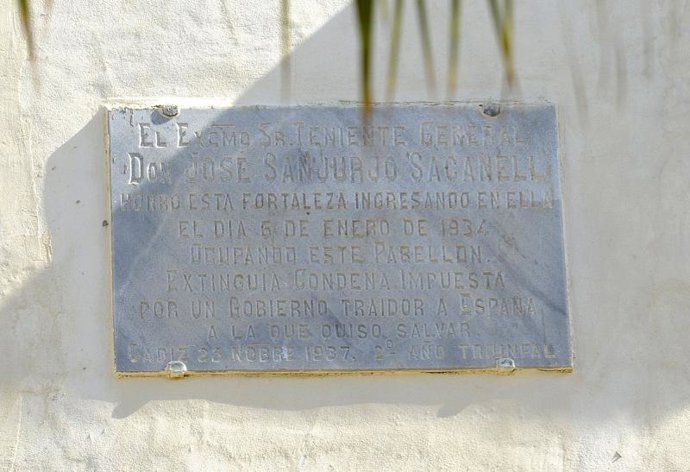 EL EXCMO SR. TENIENTE GENERAL
DON JOSE SANJURJO SACANELL
HONRO ESTA FORTALEZA INGRESANDO EN ELLA
EL DIA 6 DE ENERO DE 1934.
OCUPANDO ESTE PABELLON.
EXTINGUIA CONDENA IMPUESTA
POR UN GOBIERNO TRAIDOR A ESPAÑA
A LA QUE QUISO SALVAR.
CADIZ 23 NOBRE 1937. 2º AÑO TRIUNFAL